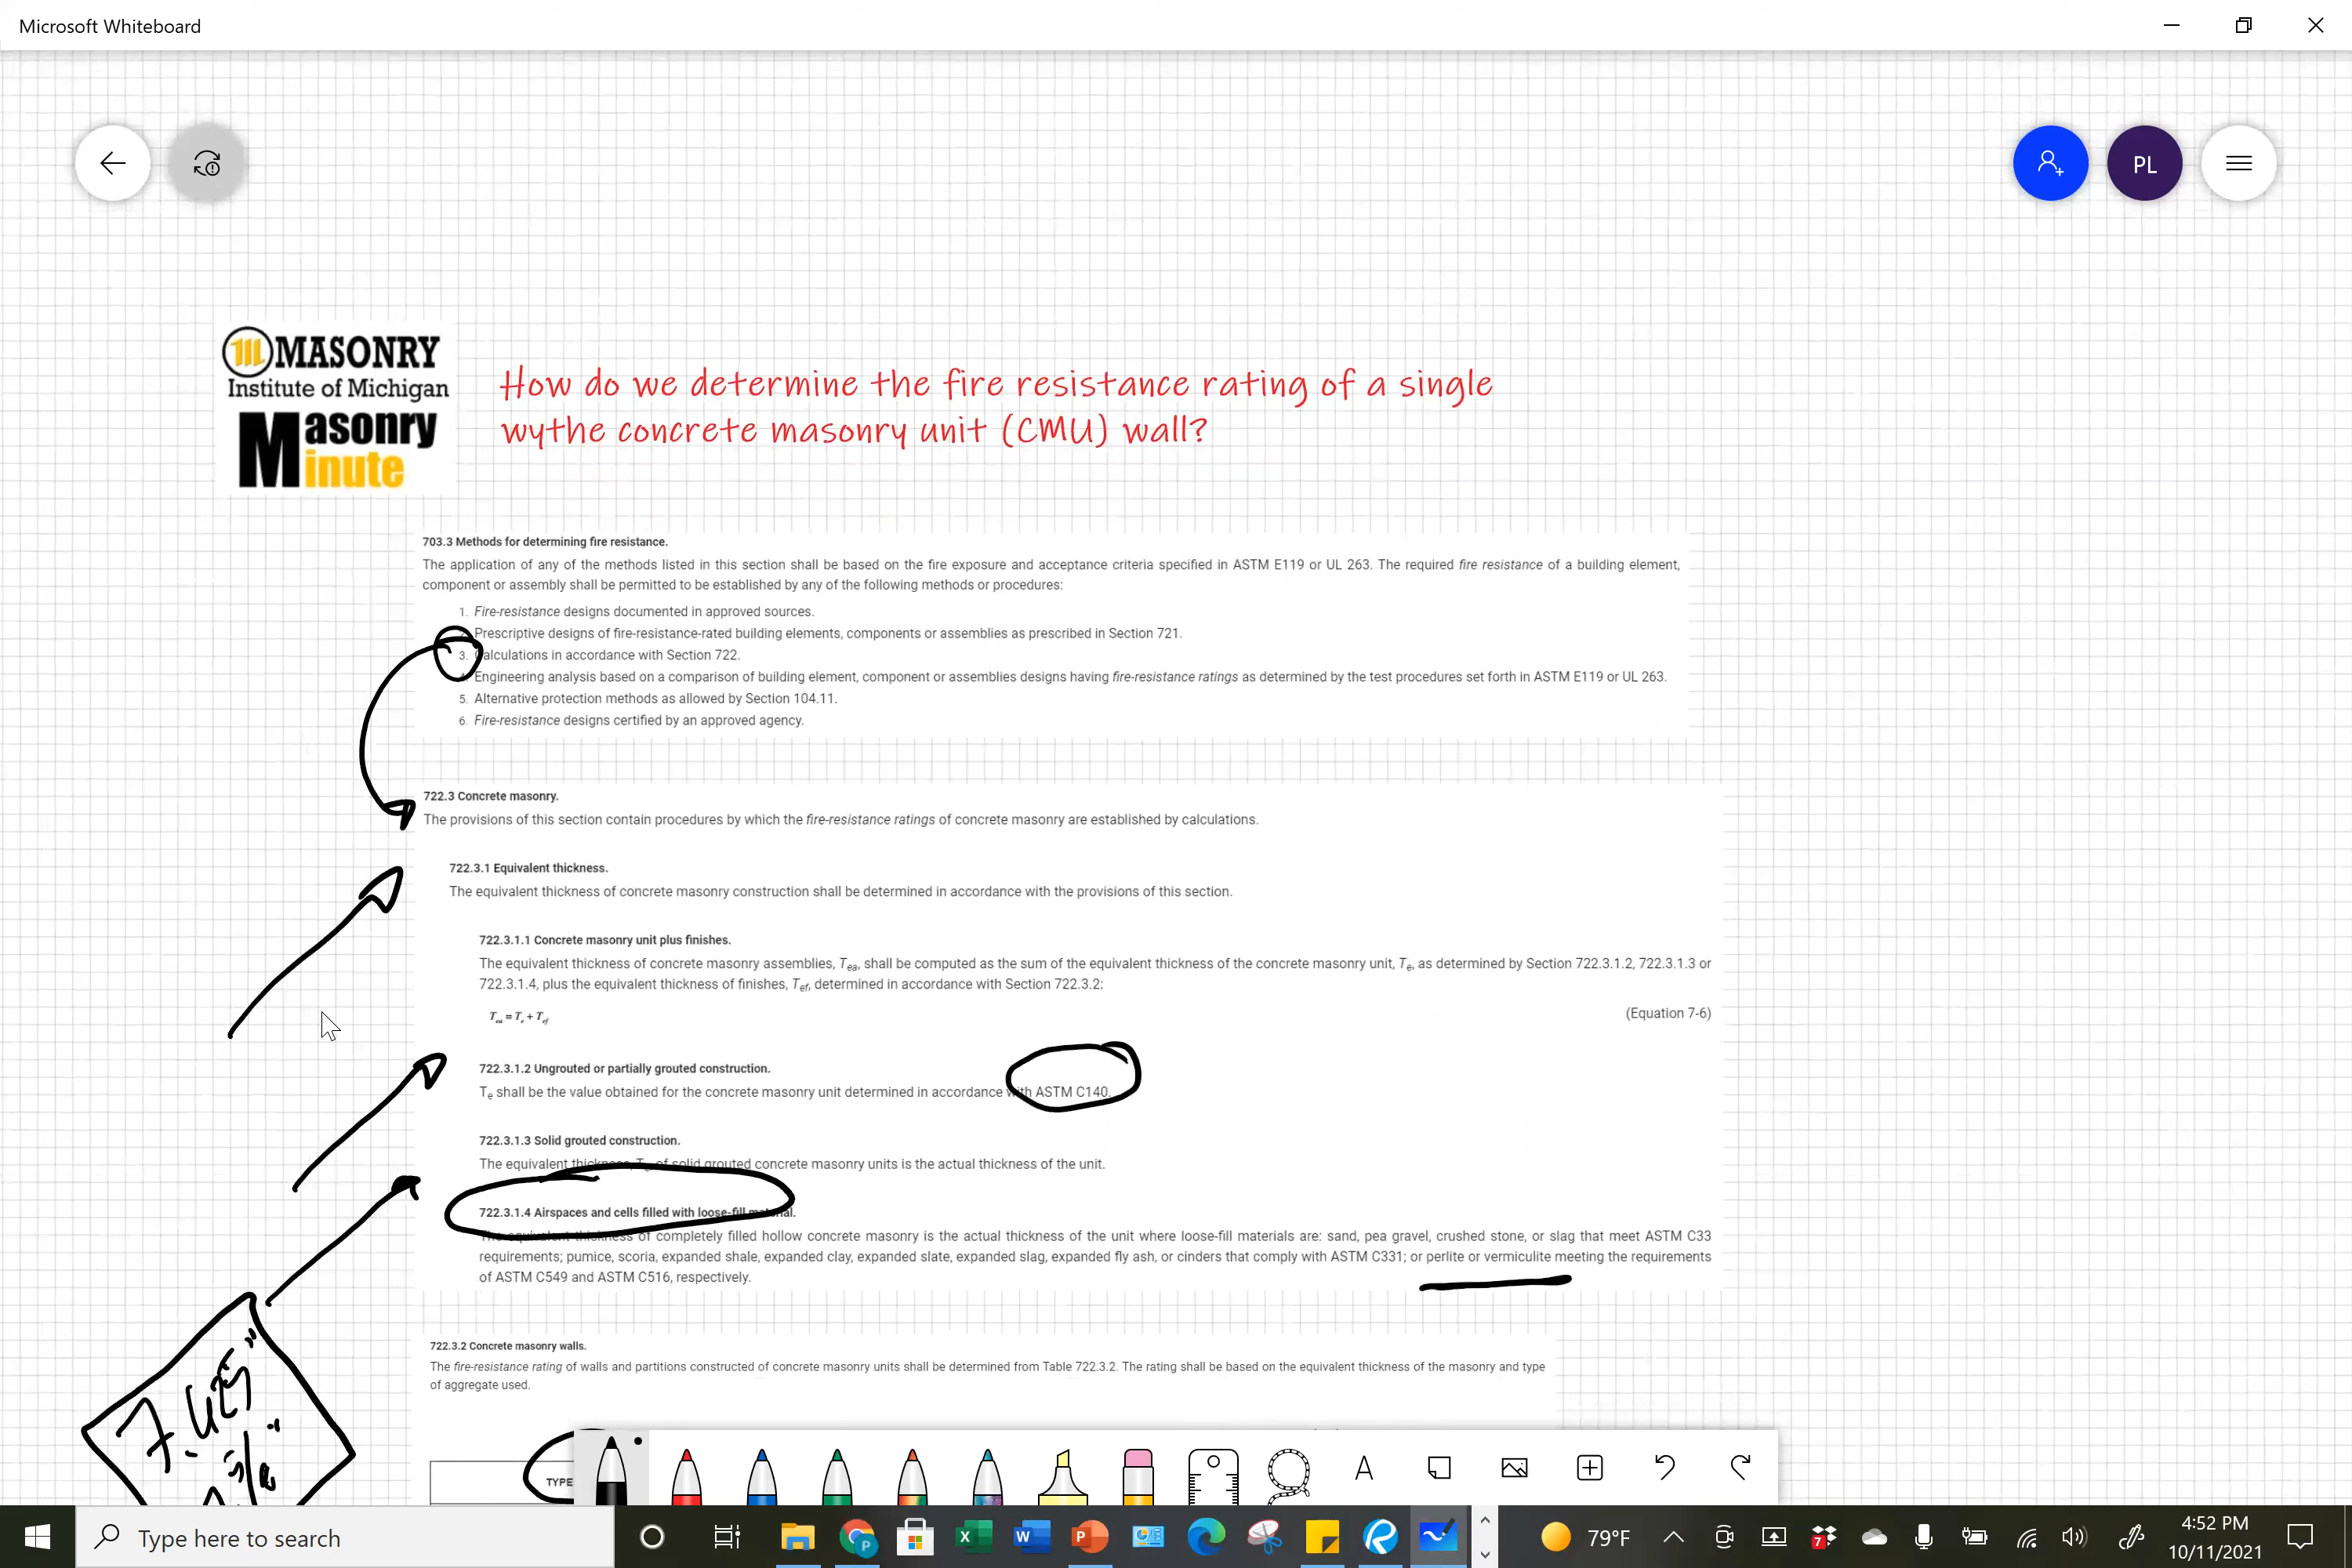 Microsoft Whiteboard
PL
MASONRY
Institute of Michigan
Masonry
Minute
How do we determine the fire resistance rating of a single
wythe concrete masonry unit (CMU) wall?
703.3 Methods for determining fire resistance.
The application of any of the methods listed in this section shall be based on the fire exposure and acceptance criteria specified in ASTM E119 or UL 263. The required fire resistance of a building element,
component or assembly shall be permitted to be established by any of the following methods or procedures:
1. Fire-resistance designs documented in approved sources.
Prescriptive designs of fire-resistance-rated building elements, components or assemblies as prescribed in Section 721.
3. Calculations in accordance with Section 722.
4. Engineering analysis based on a comparison of building element, component or assemblies designs having fire-resistance ratings as determined by the test procedures set forth in ASTM E119 or UL 263.
5. Alternative protection methods as allowed by Section 104.11.
6. Fire-resistance designs certified by an approved agency.
722.3 Concrete masonry.
The provisions of this section contain procedures by which the fire-resistance ratings of concrete masonry are established by calculations.
722.3.1 Equivalent thickness.
The equivalent thickness of concrete masonry construction shall be determined in accordance with the provisions of this section.
722.3.1.1 Concrete masonry unit plus finishes.
The equivalent thickness of concrete masonry assemblies, Tea, shall be computed as the sum of the equivalent thickness of the concrete masonry unit, Te, as determined by Section 722.3.1.2, 722.3.1.3 or
722.3.1.4, plus the equivalent thickness of finishes, Tef, determined in accordance with Section 722.3.2:
Tea = Te + Tef
(Equation 7-6)
722.3.1.2 Ungrouted or partially grouted construction.
Te shall be the value obtained for the concrete masonry unit determined in accordance with ASTM C140.
722.3.1.3 Solid grouted construction.
The equivalent thickness, Te of solid grouted concrete masonry units is the actual thickness of the unit.
722.3.1.4 Airspaces and cells filled with loose-fill material.
The equivalent thickness of completely filled hollow concrete masonry is the actual thickness of the unit where loose-fill materials are: sand, pea gravel, crushed stone, or slag that meet ASTM C33
requirements; pumice, scoria, expanded shale, expanded clay, expanded slate, expanded slag, expanded fly ash, or cinders that comply with ASTM C331; or perlite or vermiculite meeting the requirements
of ASTM C549 and ASTM C516, respectively.
722.3.2 Concrete masonry walls.
The fire-resistance rating of walls and partitions constructed of concrete masonry units shall be determined from Table 722.3.2. The rating shall be based on the equivalent thickness of the masonry and type
of aggregate used.
TYPE
A
Type here to search
79°F
7
4:52 PM
10/11/2021